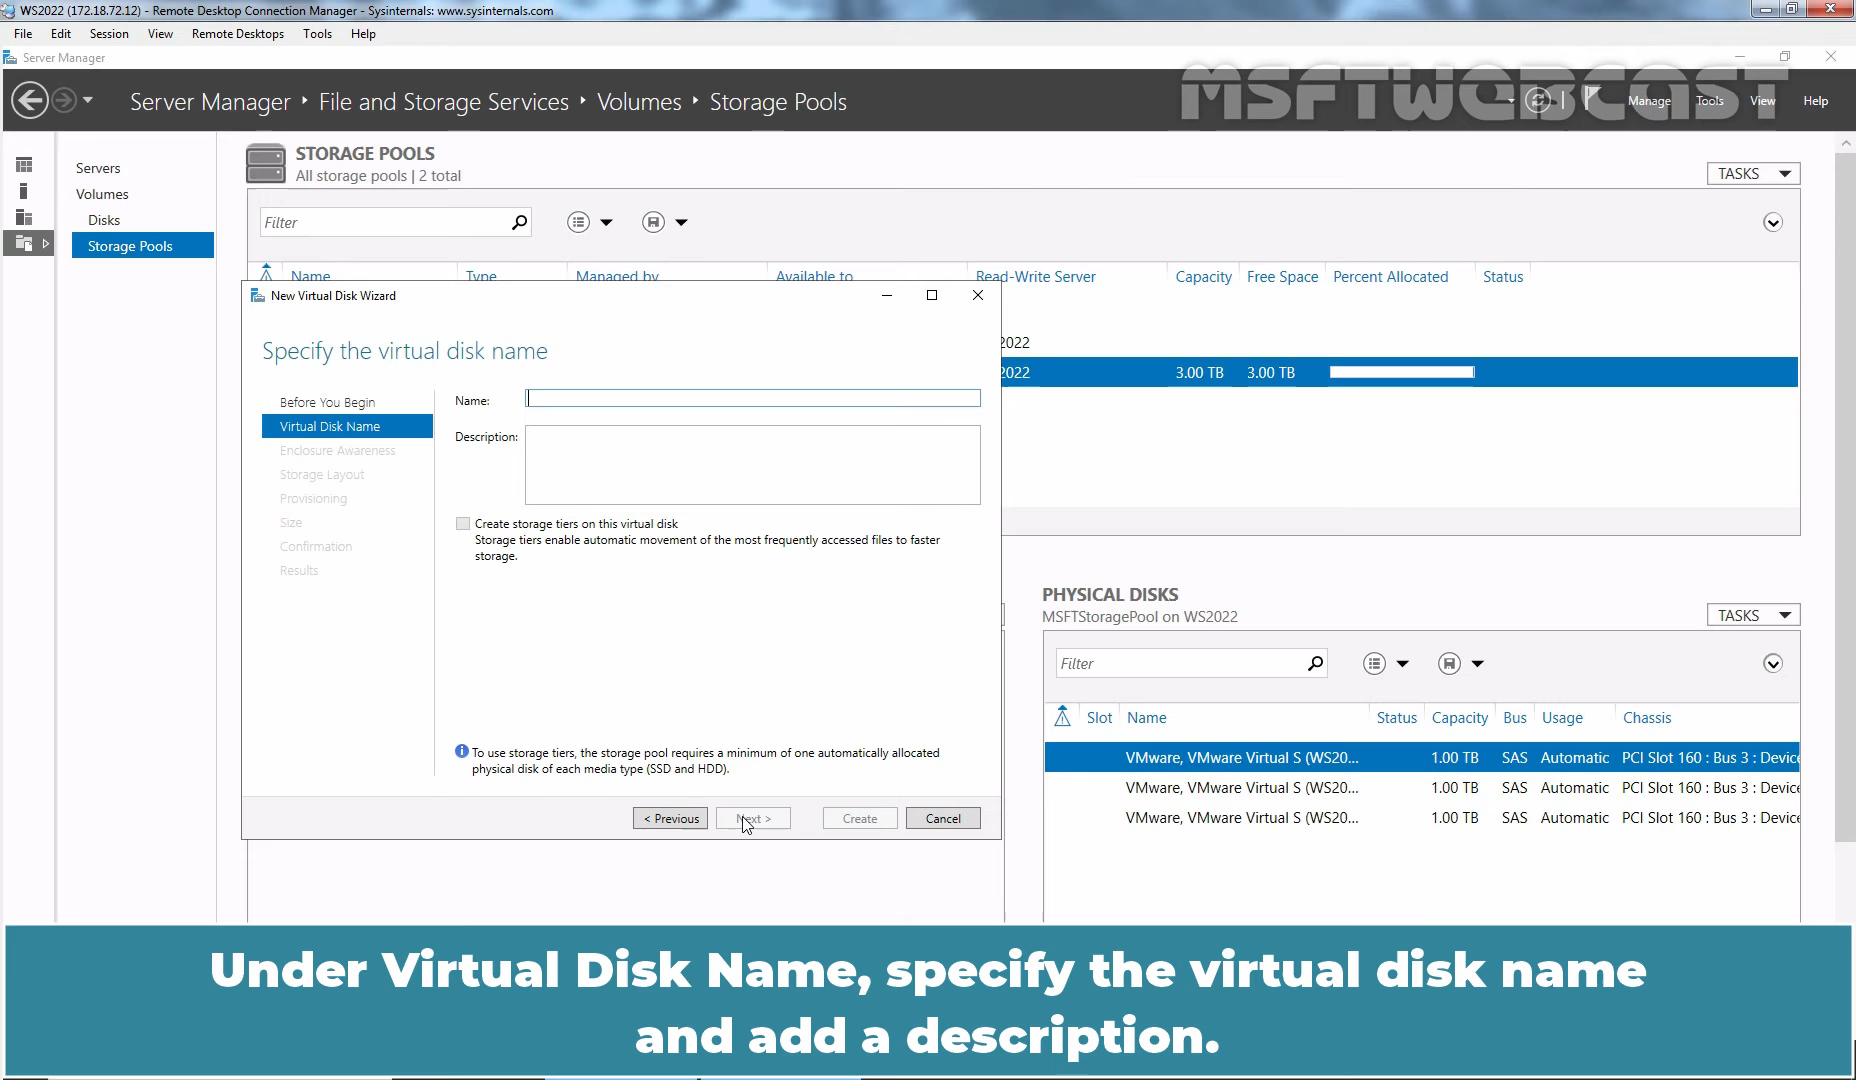 WS2022 (172.18.72.12) - Remote Desktop Connection Manager - Sysinternals: www.sysinternals.com
File Edit Session View Remote Desktops Tools Help
Server Manager
Server Manager ‣ File and Storage Services ‣ Volumes ‣ Storage Pools
MSFTWEBCAST
Manage Tools View Help
Servers
Volumes
Disks
Storage Pools
STORAGE POOLS
All storage pools | 2 total
TASKS
Filter
Name Type Managed by Available to Read-Write Server Capacity Free Space Percent Allocated Status
2022
2022 3.00 TB 3.00 TB
New Virtual Disk Wizard
Specify the virtual disk name
Before You Begin
Virtual Disk Name
Enclosure Awareness
Storage Layout
Provisioning
Size
Confirmation
Results
Name:
Description:
Create storage tiers on this virtual disk
Storage tiers enable automatic movement of the most frequently accessed files to faster
storage.
To use storage tiers, the storage pool requires a minimum of one automatically allocated
physical disk of each media type (SSD and HDD).
< Previous Next > Create Cancel
PHYSICAL DISKS
MSFTStoragePool on WS2022
TASKS
Filter
Slot Name Status Capacity Bus Usage Chassis
VMware, VMware Virtual S (WS20... 1.00 TB SAS Automatic PCI Slot 160 : Bus 3 : Device
VMware, VMware Virtual S (WS20... 1.00 TB SAS Automatic PCI Slot 160 : Bus 3 : Device
VMware, VMware Virtual S (WS20... 1.00 TB SAS Automatic PCI Slot 160 : Bus 3 : Device
Under Virtual Disk Name, specify the virtual disk name
and add a description.